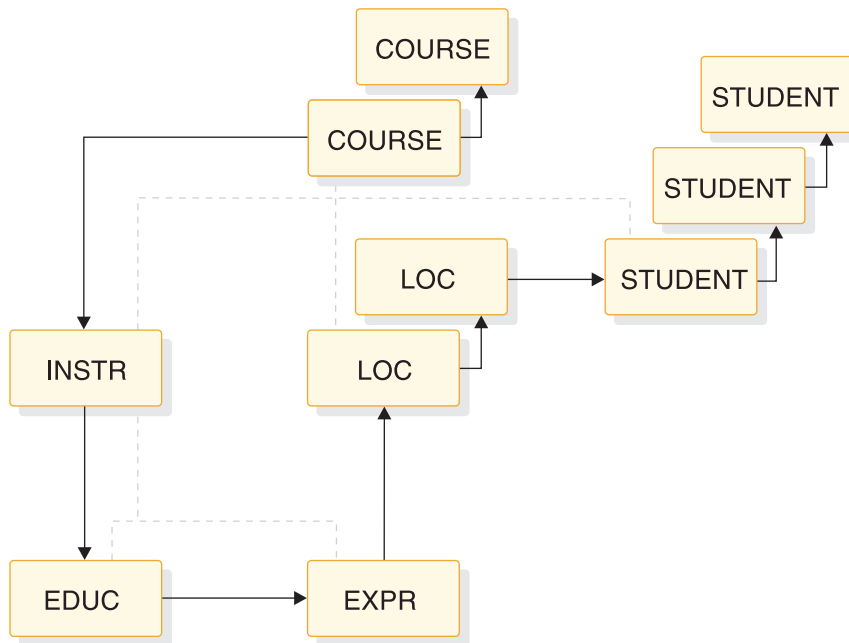 COURSE
COURSE
STUDENT
STUDENT
LOC
STUDENT
INSTR
LOC
EDUC
EXPR